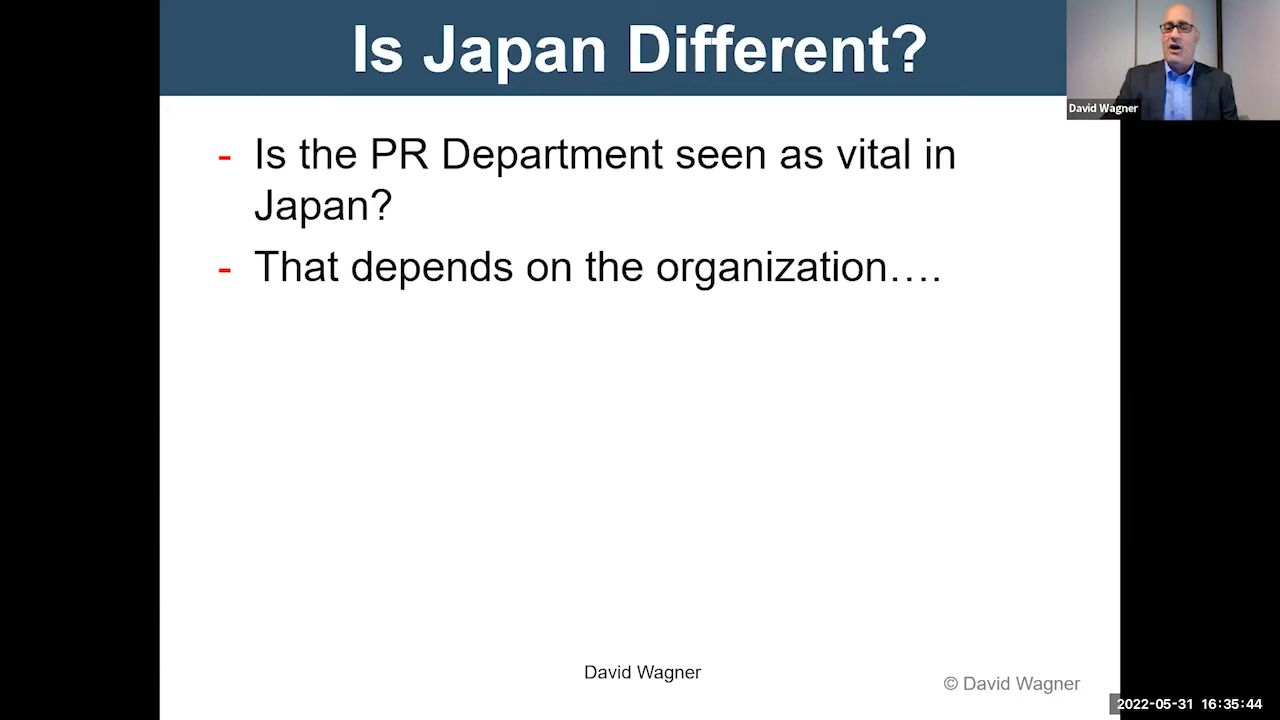 Is Japan Different?
David Wagner
- Is the PR Department seen as vital in
Japan?
- That depends on the organization….
David Wagner
© David Wagner
2022-05-31 16:35:44